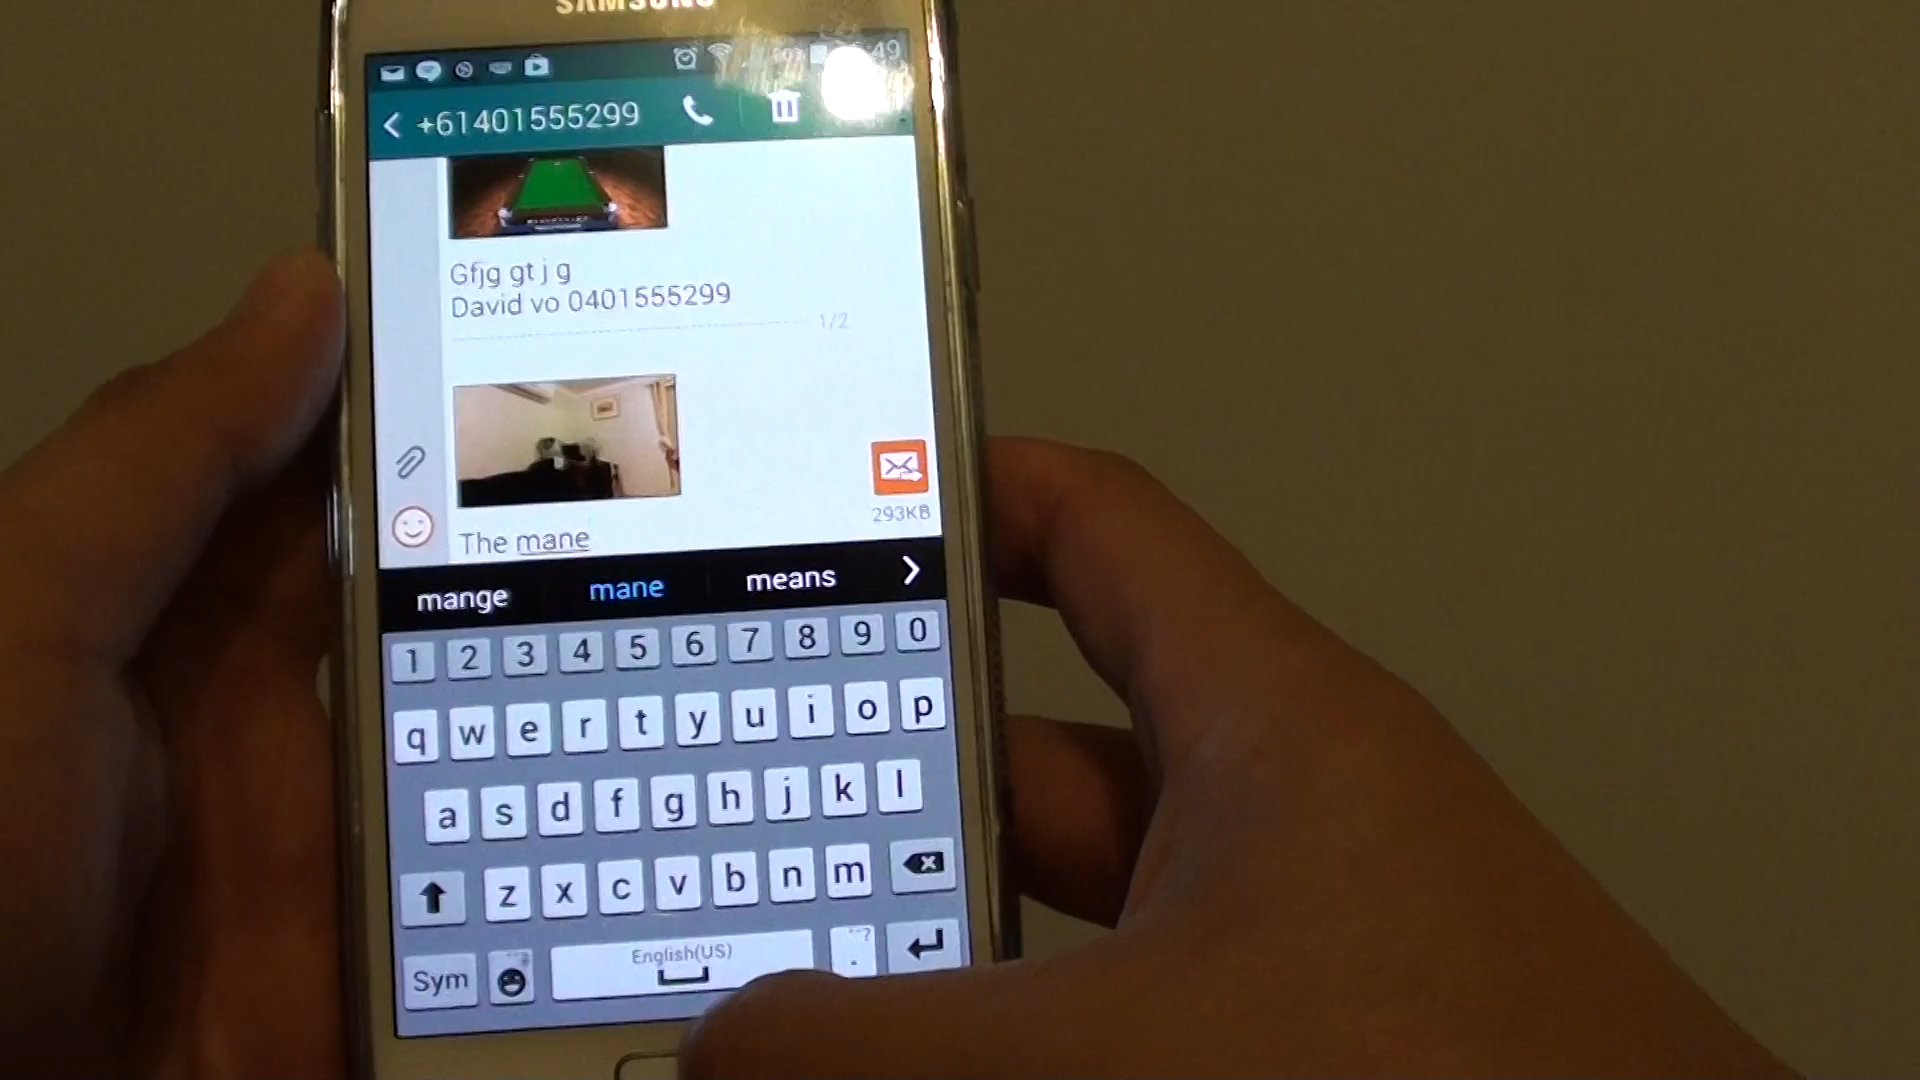 SAMSUNG
49
+61401555299
Gfjg gt j g
David vo 0401555299
1/2
293KB
The mane
mange mane means
1 2 3 4 5 6 7 8 9 0
q w e r t y u i o p
a s d f g h j k l
z x c v b n m
Sym English(US) . ?